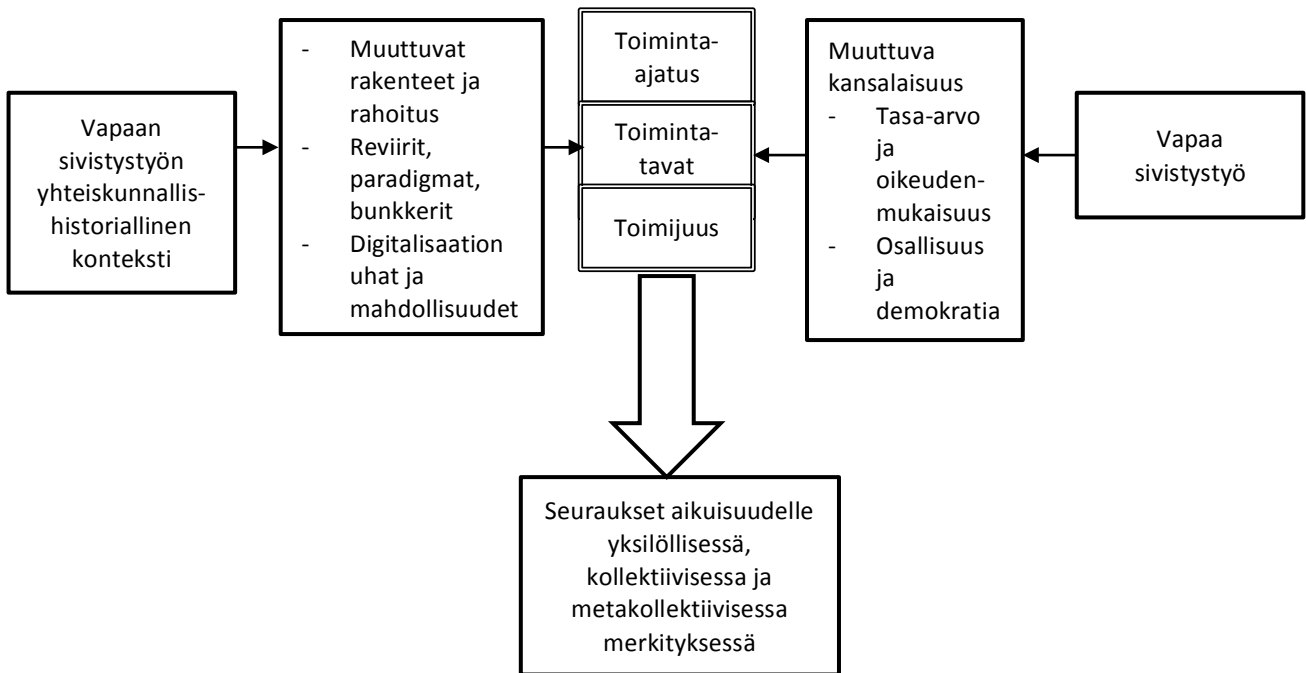 Vapaan
sivistystyön
yhteiskunnallis-
historiallinen
konteksti
- Muuttuvat
rakenteet ja
rahoitus
- Reviirit,
paradigmat,
bunkkerit
- Digitalisaation
uhat ja
mahdollisuudet
Toiminta-
ajatus
Toiminta-
tavat
Toimijuus
Muuttuva
kansalaisuus
- Tasa-arvo
ja
oikeuden-
mukaisuus
- Osallisuus
ja
demokratia
Vapaa
sivistystyö
Seuraukset aikuisuudelle
yksilöllisessä,
kollektiivisessa ja
metakollektiivisessa
merkityksessä